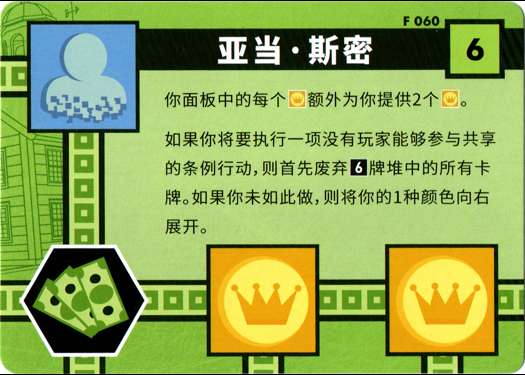 F 060
亚当·斯密
6
你面板中的每个额外为你提供2个。
如果你将要执行一项没有玩家能够参与共享
的条例行动，则首先废弃6牌堆中的所有卡
牌。如果你未如此做，则将你的1种颜色向右
展开。